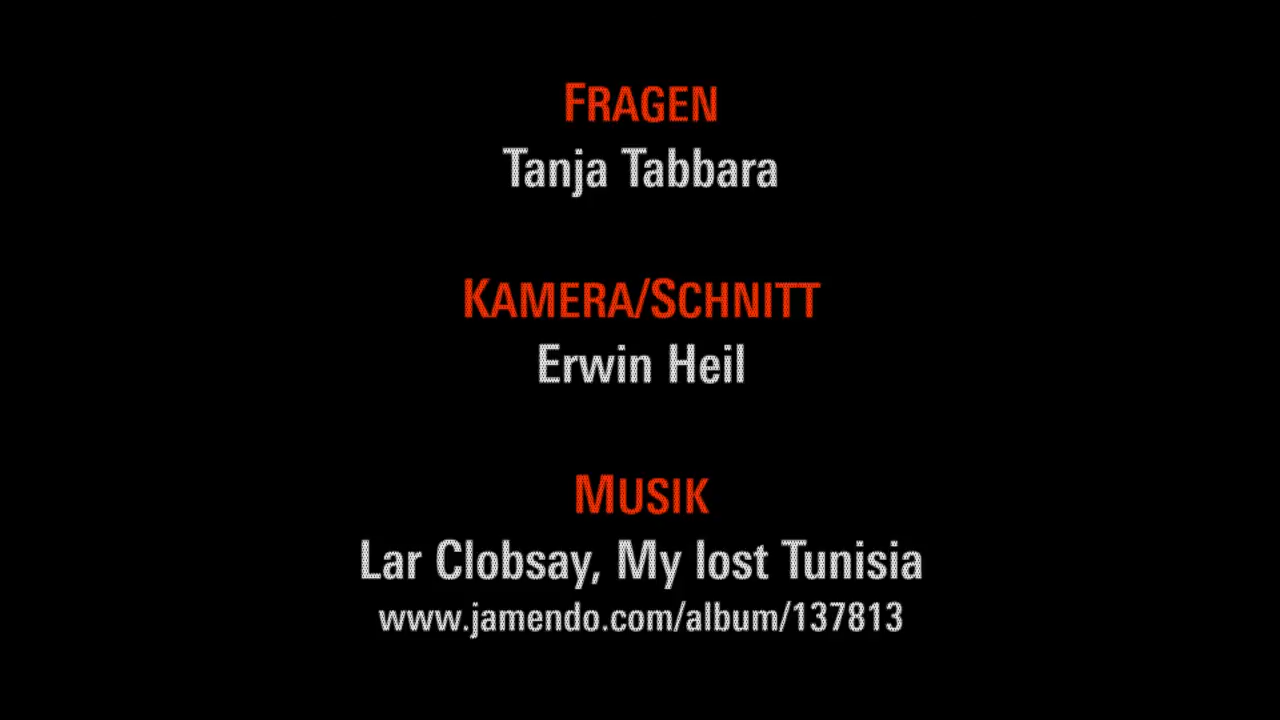 FRAGEN
Tanja Tabbara
KAMERA/SCHNITT
Erwin Heil
MUSIK
Lar Clobsay, My lost Tunisia
www.jamendo.com/album/137813